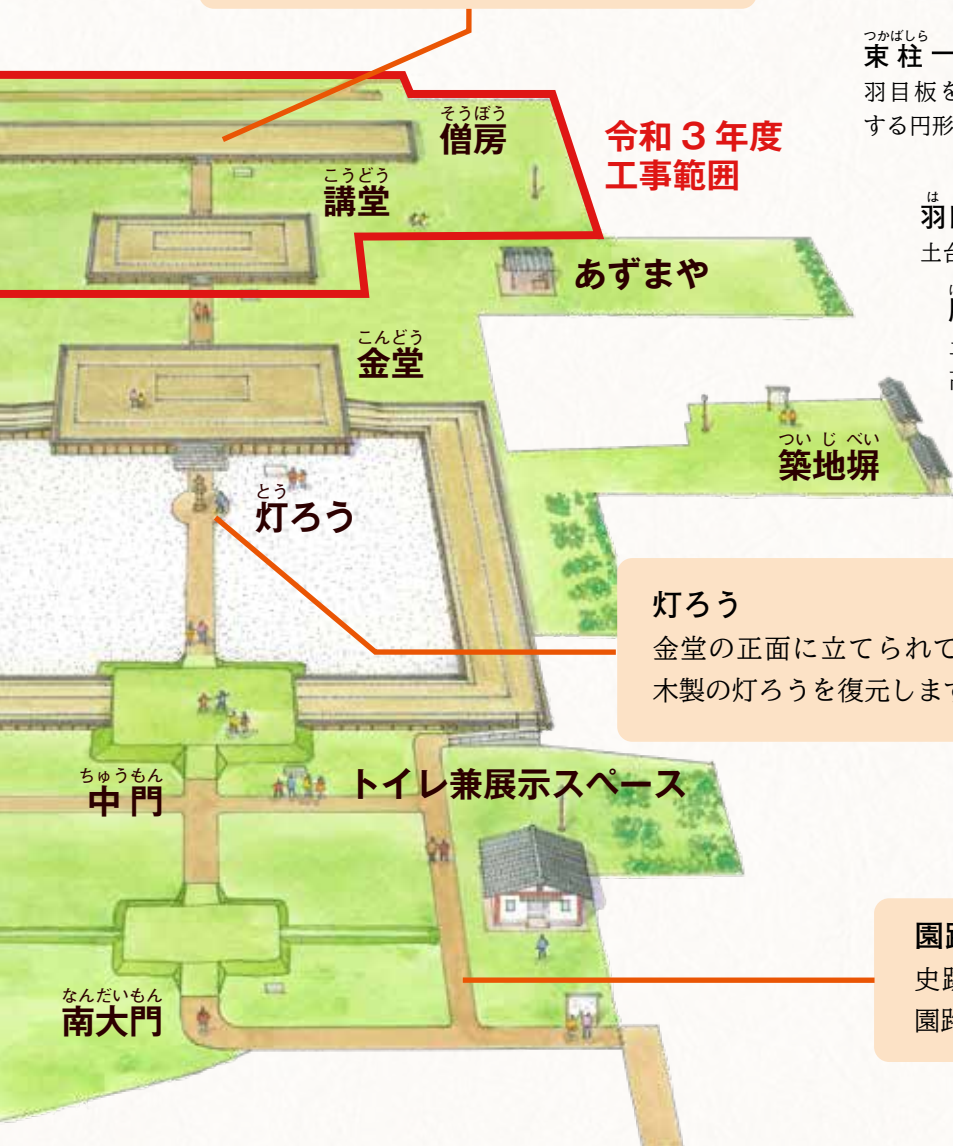 つかばしら
束柱
羽目板を
する円形
そうぼう
僧房
令和3年度
工事範囲
こうどう
講堂
は
羽
土台
あずまや
こんどう
金堂
ついじべい
築地塀
とう
灯ろう
灯ろう
金堂の正面に立てられて
木製の灯ろうを復元します
ちゅうもん
中門
トイレ兼展示スペース
園路
史跡
園路
なんだいもん
南大門